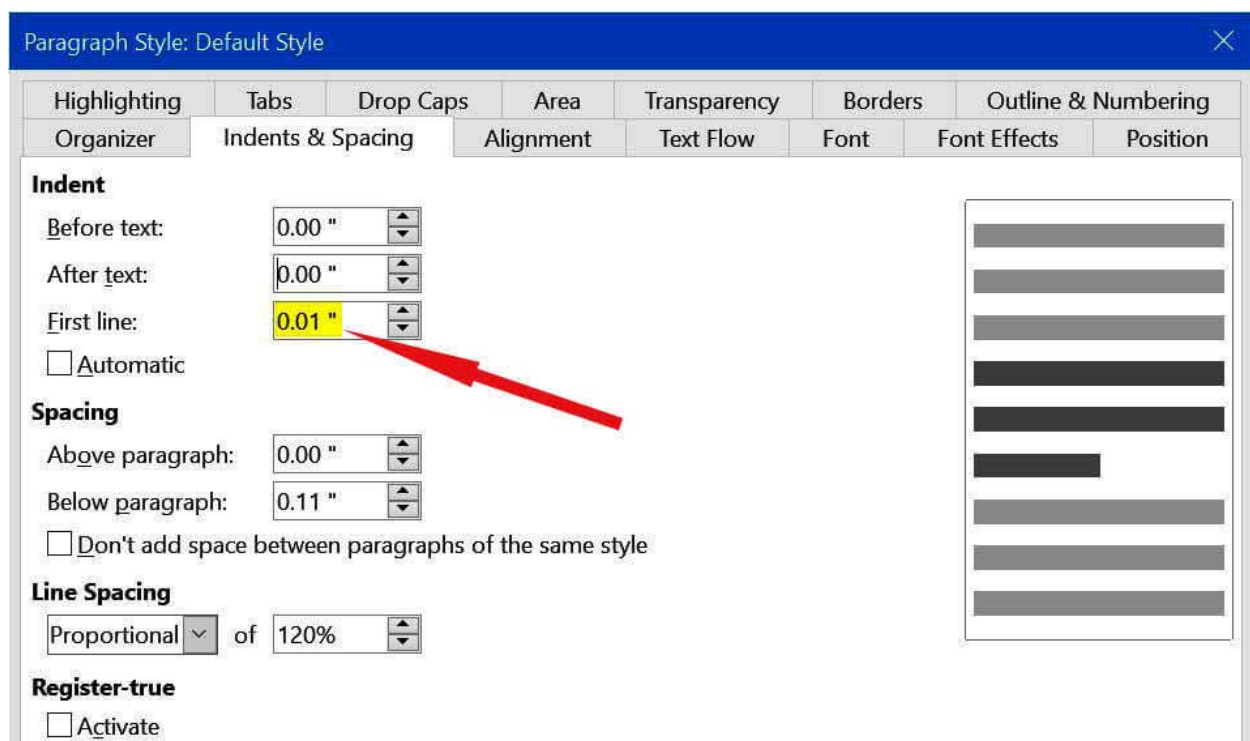 Paragraph Style: Default Style
Highlighting Tabs Drop Caps Area Transparency Borders Outline & Numbering
Organizer Indents & Spacing Alignment Text Flow Font Font Effects Position
Indent
Before text: 0.00 "
After text: 0.00 "
First line: 0.01 "
Automatic
Spacing
Above paragraph: 0.00 "
Below paragraph: 0.11 "
Don't add space between paragraphs of the same style
Line Spacing
Proportional of 120%
Register-true
Activate